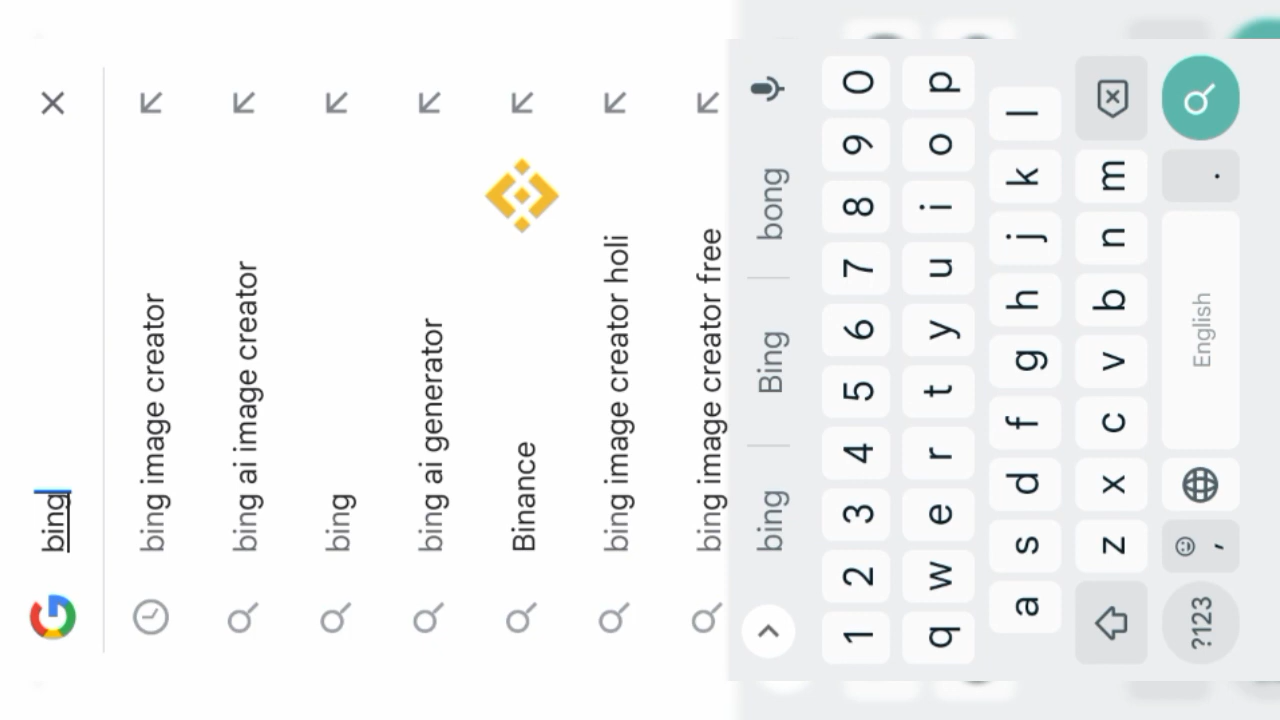 bing
bing image creator
bing ai image creator
bing
bing ai generator
Binance
bing image creator holi
bing image creator free
bing Bing bong
1 2 3 4 5 6 7 8 9 0
q w e r t y u i o p
a s d f g h j k l
z x c v b n m
?123 , English .